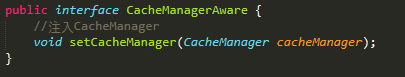 public interface CacheManagerAware {
//注入CacheManager
void setCacheManager(CacheManager cacheManager);
}